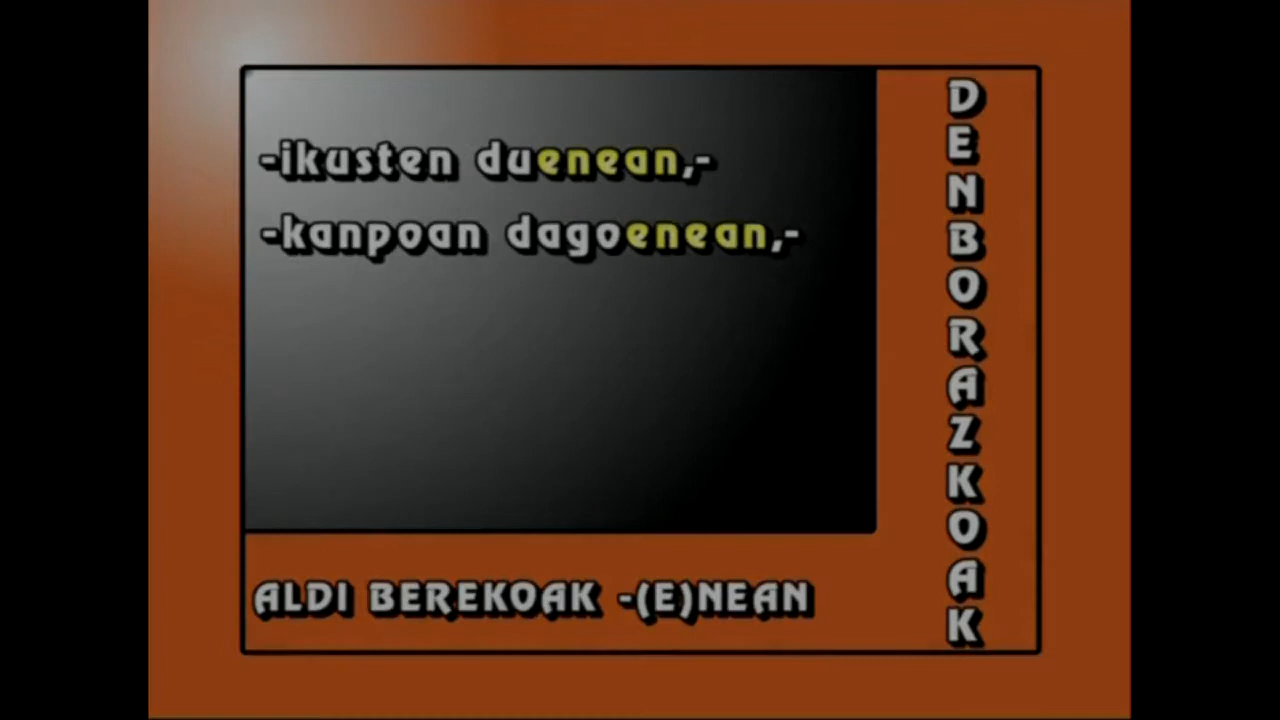 -ikusten duenean,-
-kanpoan dagoenean,-
ALDI BEREKOAK -(E)NEAN
DENBORAZKOAK